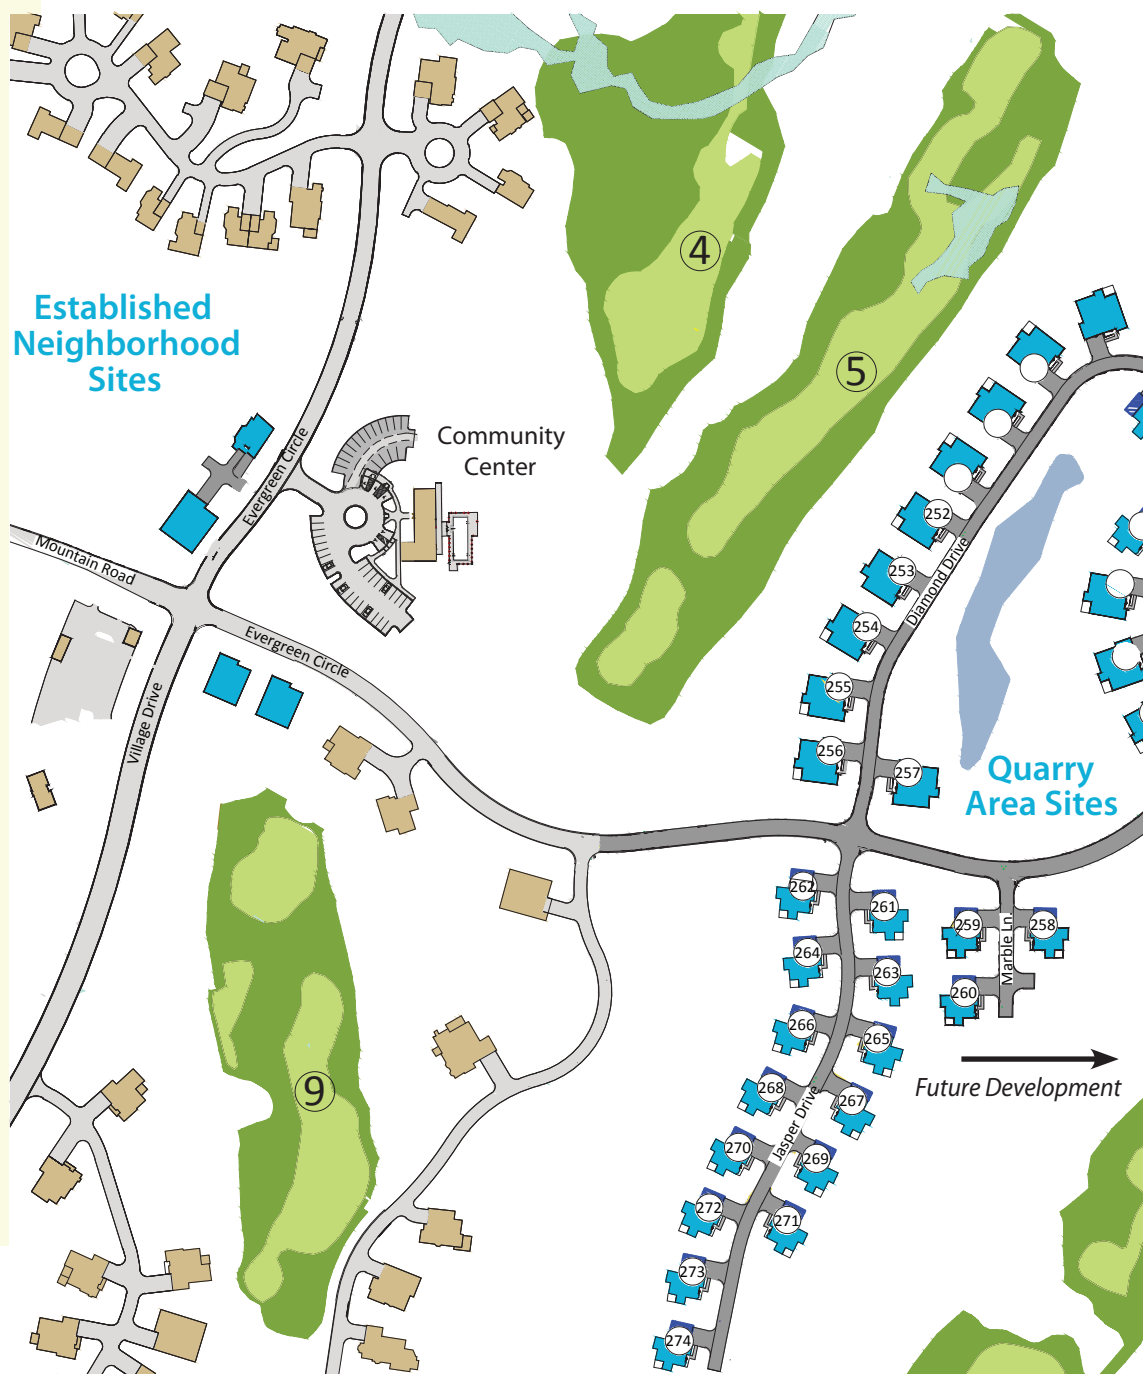 4
5
Established
Neighborhood
Sites
Community
Center
Evergreen Circle
Mountain Road
Evergreen Circle
Village Drive
252
253
254
255
256
257
Diamond Drive
Quarry
Area Sites
262
261
264
263
266
265
268
267
270
269
272
271
273
274
Jasper Drive
259
258
260
Marble Ln
Future Development
9